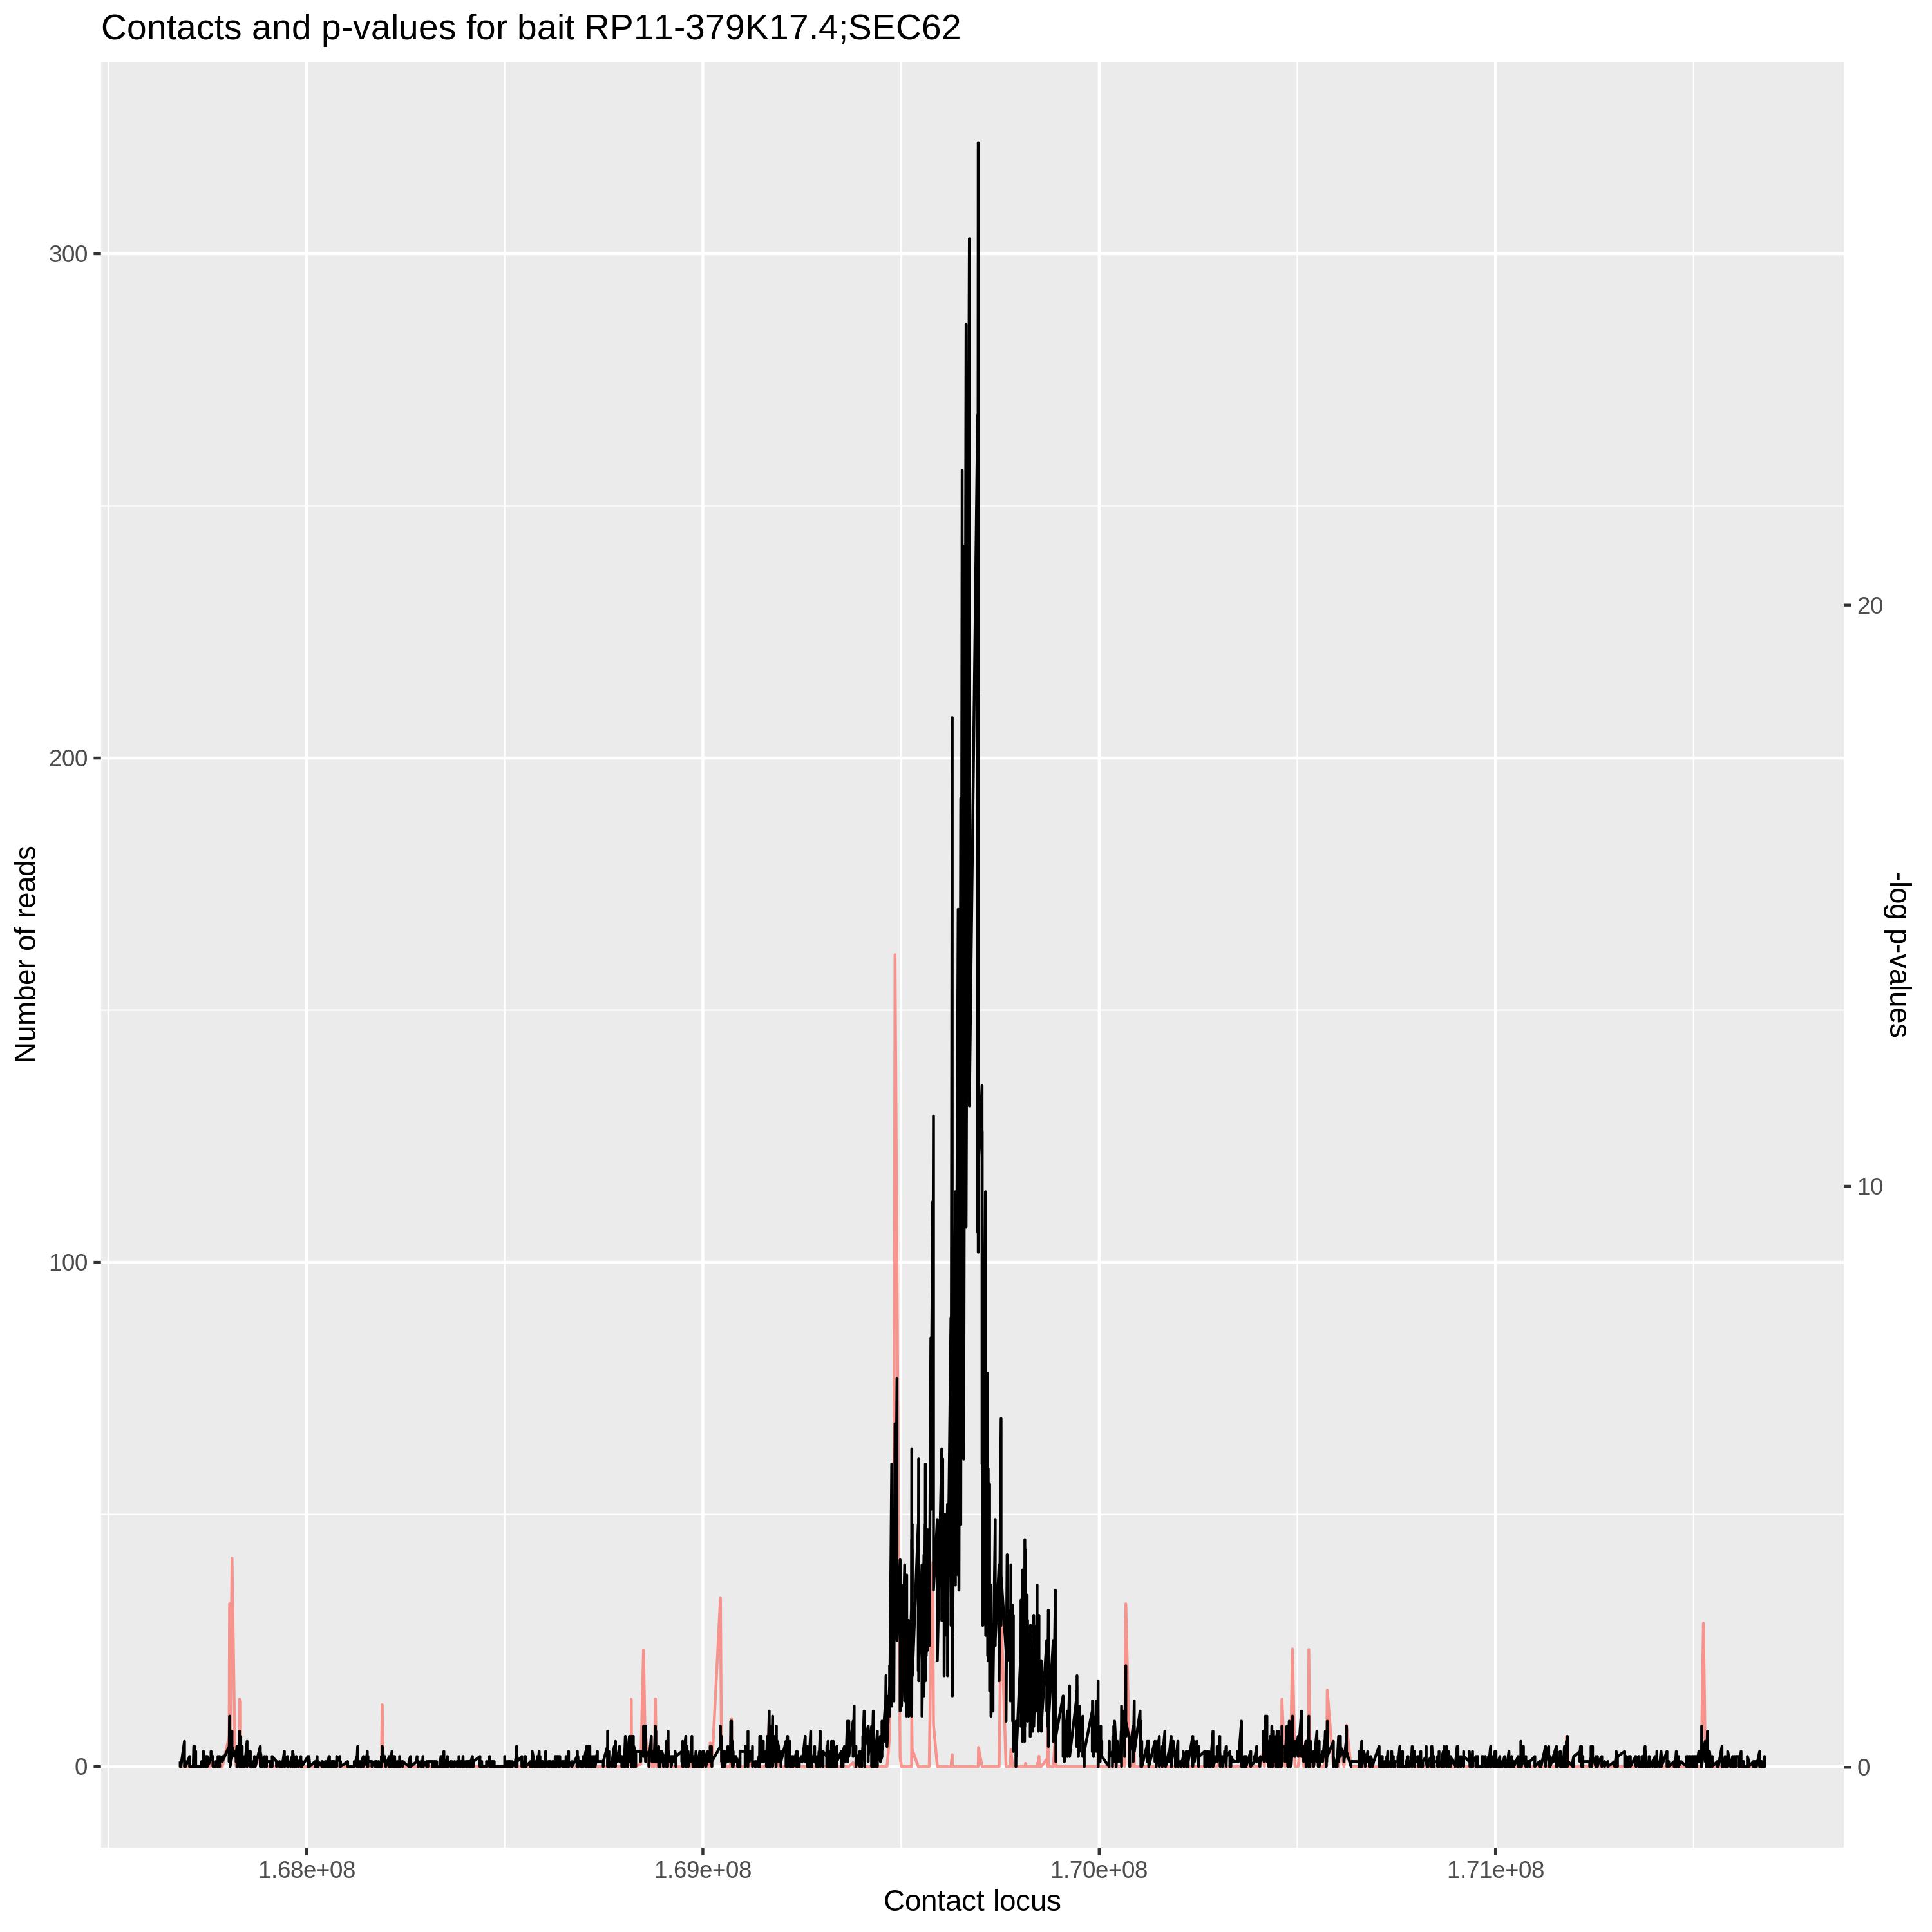 Contacts and p-values for bait RP11-379K17.4;SEC62
300
200
100
0
Number of reads
20
10
0
-log p-values
1.68e+08
1.69e+08
1.70e+08
1.71e+08
Contact locus